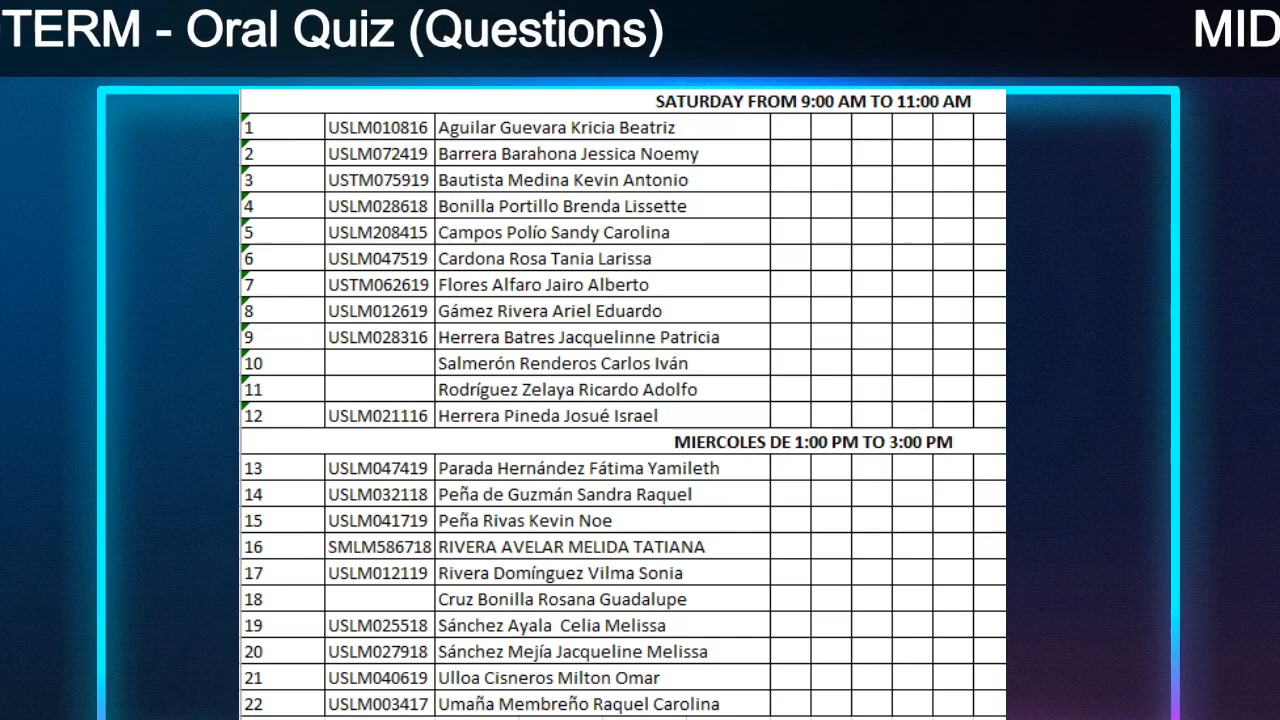 TERM - Oral Quiz (Questions) MID
SATURDAY FROM 9:00 AM TO 11:00 AM
1 USLM010816 Aguilar Guevara Kricia Beatriz
2 USLM072419 Barrera Barahona Jessica Noemy
3 USTM075919 Bautista Medina Kevin Antonio
4 USLM028618 Bonilla Portillo Brenda Lissette
5 USLM208415 Campos Polío Sandy Carolina
6 USLM047519 Cardona Rosa Tania Larissa
7 USTM062619 Flores Alfaro Jairo Alberto
8 USLM012619 Gámez Rivera Ariel Eduardo
9 USLM028316 Herrera Batres Jacquelinne Patricia
10 Salmerón Renderos Carlos Iván
11 Rodríguez Zelaya Ricardo Adolfo
12 USLM021116 Herrera Pineda Josué Israel
MIERCOLES DE 1:00 PM TO 3:00 PM
13 USLM047419 Parada Hernández Fátima Yamileth
14 USLM032118 Peña de Guzmán Sandra Raquel
15 USLM041719 Peña Rivas Kevin Noe
16 SMLM586718 RIVERA AVELAR MELIDA TATIANA
17 USLM012119 Rivera Domínguez Vilma Sonia
18 Cruz Bonilla Rosana Guadalupe
19 USLM025518 Sánchez Ayala Celia Melissa
20 USLM027918 Sánchez Mejía Jacqueline Melissa
21 USLM040619 Ulloa Cisneros Milton Omar
22 USLM003417 Umaña Membreño Raquel Carolina